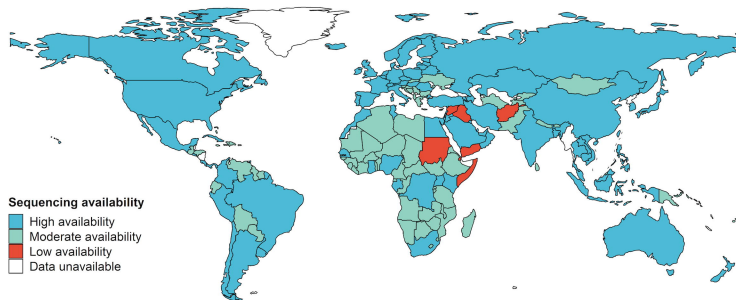 Sequencing availability
High availability
Moderate availability
Low availability
Data unavailable